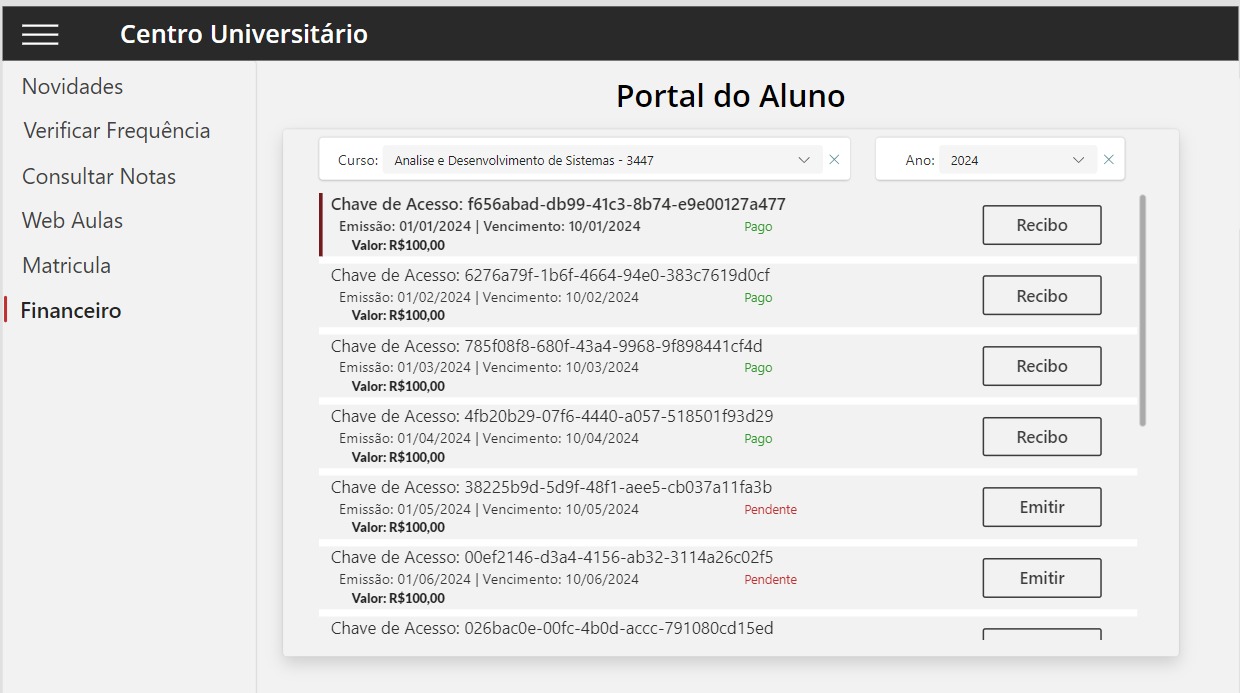 Centro Universitário
Novidades
Verificar Frequência
Consultar Notas
Web Aulas
Matricula
Financeiro
Portal do Aluno
Curso: Analise e Desenvolvimento de Sistemas - 3447
Ano: 2024
Chave de Acesso: f656abad-db99-41c3-8b74-e9e00127a477
Emissão: 01/01/2024 | Vencimento: 10/01/2024 Pago
Valor: R$100,00
Recibo
Chave de Acesso: 6276a79f-1b6f-4664-94e0-383c7619d0cf
Emissão: 01/02/2024 | Vencimento: 10/02/2024 Pago
Valor: R$100,00
Recibo
Chave de Acesso: 785f08f8-680f-43a4-9968-9f898441cf4d
Emissão: 01/03/2024 | Vencimento: 10/03/2024 Pago
Valor: R$100,00
Recibo
Chave de Acesso: 4fb20b29-07f6-4440-a057-518501f93d29
Emissão: 01/04/2024 | Vencimento: 10/04/2024 Pago
Valor: R$100,00
Recibo
Chave de Acesso: 38225b9d-5d9f-48f1-aee5-cb037a11fa3b
Emissão: 01/05/2024 | Vencimento: 10/05/2024 Pendente
Valor: R$100,00
Emitir
Chave de Acesso: 00ef2146-d3a4-4156-ab32-3114a26c02f5
Emissão: 01/06/2024 | Vencimento: 10/06/2024 Pendente
Valor: R$100,00
Emitir
Chave de Acesso: 026bac0e-00fc-4b0d-accc-791080cd15ed